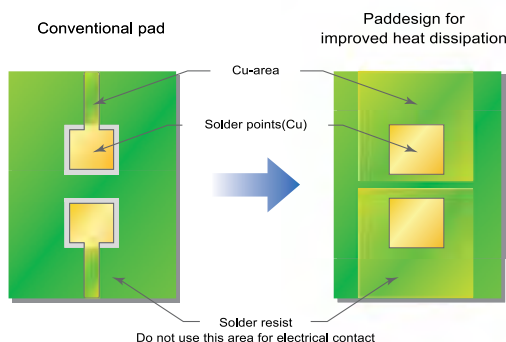 Conventional pad
Paddesign for
improved heat dissipation
Cu-area
Solder points(Cu)
Solder resist
Do not use this area for electrical contact